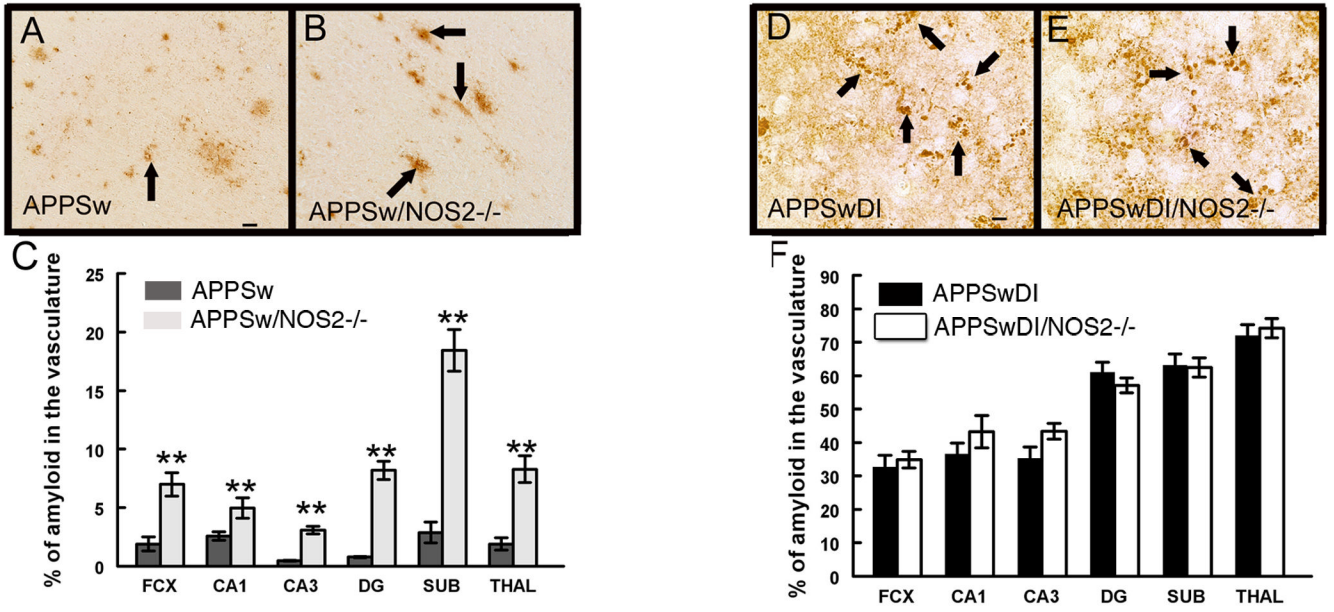 A
APPSw
B
APPSw/NOS2-/-
C
% of amyloid in the vasculature
25
20
15
10
5
0
APPSw
APPSw/NOS2-/-
**
**
**
**
**
**
FCX CA1 CA3 DG SUB THAL
D
APPSwDI
E
APPSwDI/NOS2-/-
F
% of amyloid in the vasculature
90
80
70
60
50
40
30
20
10
0
APPSwDI
APPSwDI/NOS2-/-
FCX CA1 CA3 DG SUB THAL